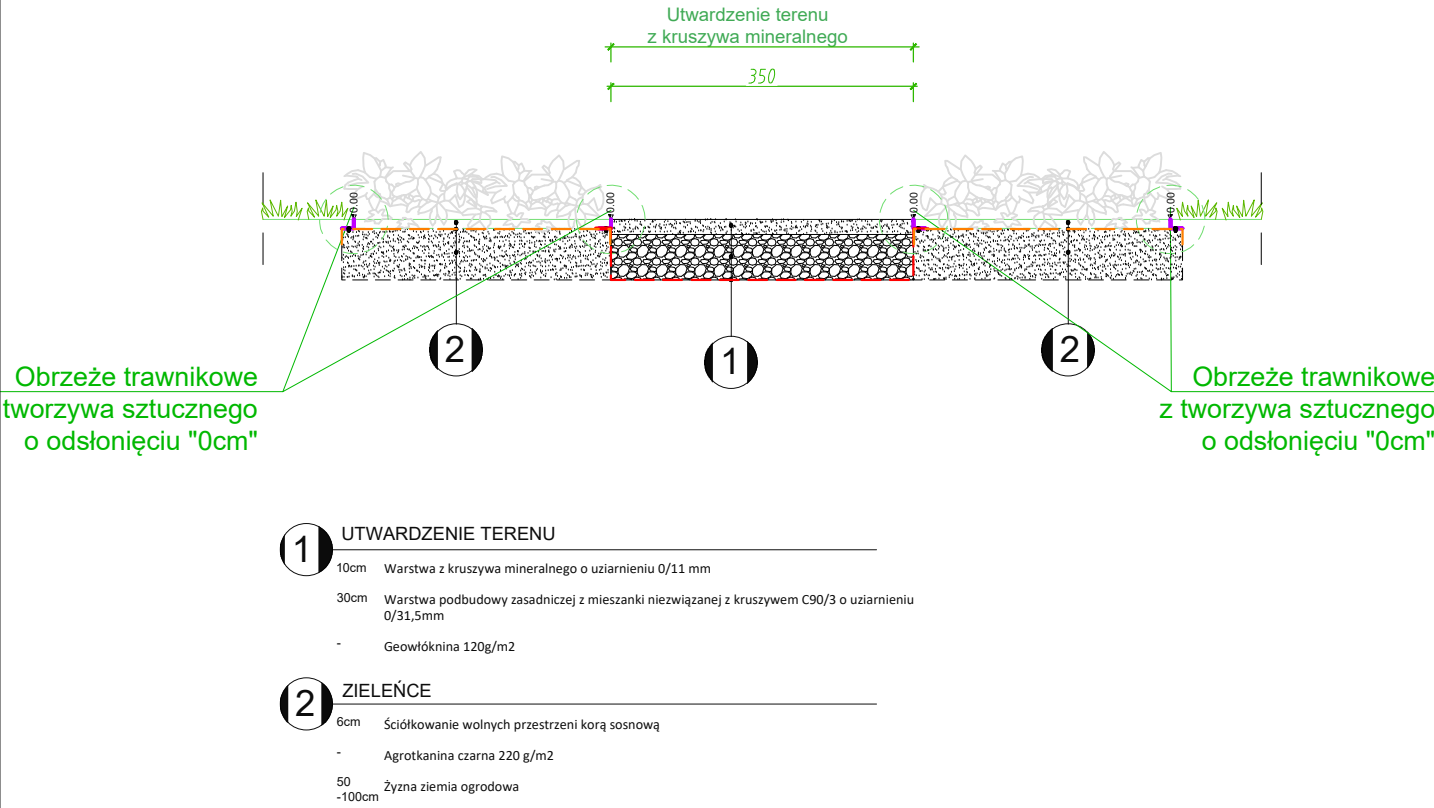 Utwardzenie terenu
z kruszywa mineralnego
350
0.00
0.00
0.00
0.00
2
1
2
Obrzeże trawnikowe
tworzywa sztucznego
o odsłonięciu "0cm"
Obrzeże trawnikowe
z tworzywa sztucznego
o odsłonięciu "0cm"
1 UTWARDZENIE TERENU
10cm Warstwa z kruszywa mineralnego o uziarnieniu 0/11 mm
30cm Warstwa podbudowy zasadniczej z mieszanki niezwiązanej z kruszywem C90/3 o uziarnieniu
0/31,5mm
- Geowłóknina 120g/m2
2 ZIELEŃCE
6cm Ściółkowanie wolnych przestrzeni korą sosnową
- Agrotkanina czarna 220 g/m2
50
-100cm Żyzna ziemia ogrodowa